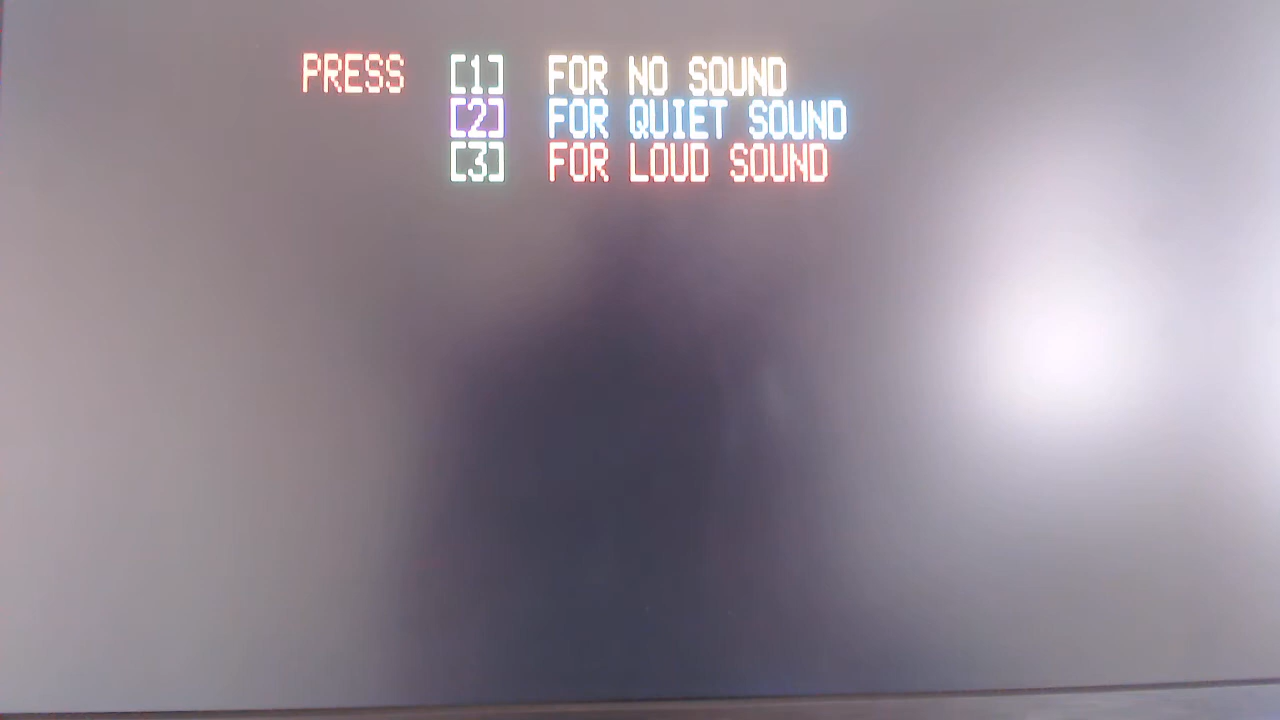 PRESS [1] FOR NO SOUND
[2] FOR QUIET SOUND
[3] FOR LOUD SOUND